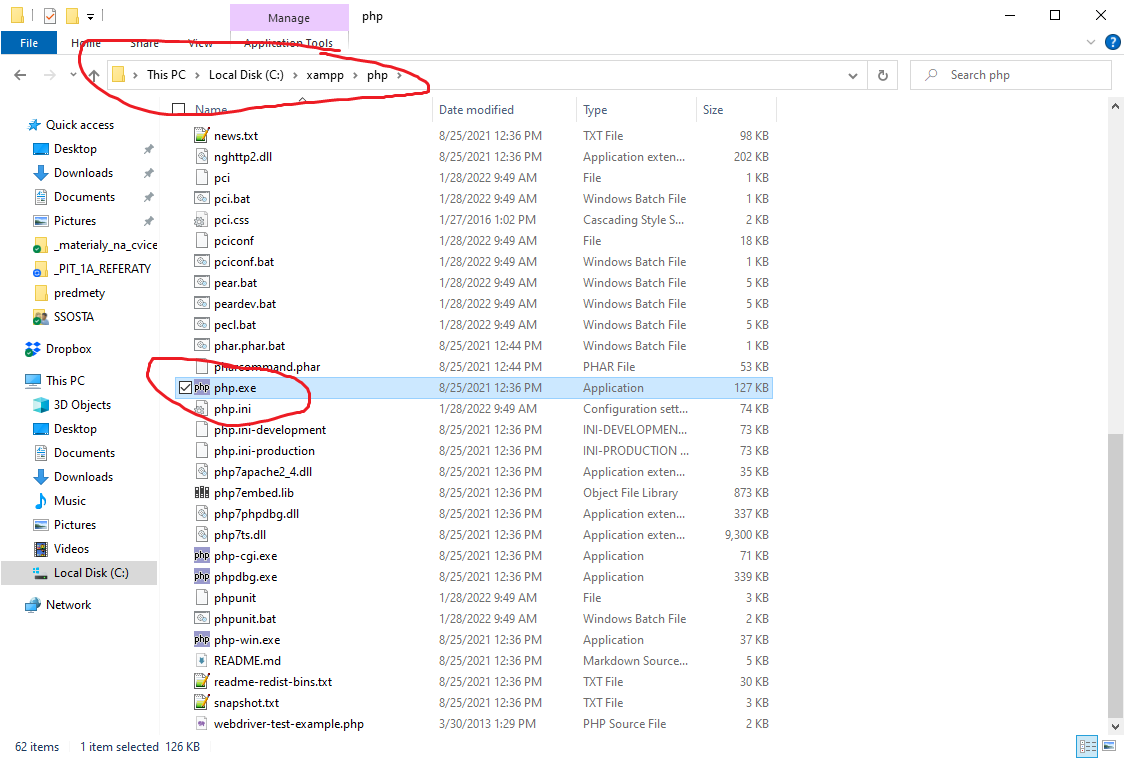 Manage php
File Home Share View Application Tools
This PC Local Disk (C:) xampp php Search php
Name Date modified Type Size
Quick access
Desktop
Downloads
Documents
Pictures
_materialy_na_cvice
_PIT_1A_REFERATY
predmety
SSOSTA
Dropbox
This PC
3D Objects
Desktop
Documents
Downloads
Music
Pictures
Videos
Local Disk (C:)
Network
news.txt 8/25/2021 12:36 PM TXT File 98 KB
nghttp2.dll 8/25/2021 12:36 PM Application exten... 202 KB
pci 1/28/2022 9:49 AM File 1 KB
pci.bat 1/28/2022 9:49 AM Windows Batch File 1 KB
pci.css 1/27/2016 1:02 PM Cascading Style S... 2 KB
pciconf 1/28/2022 9:49 AM File 18 KB
pciconf.bat 1/28/2022 9:49 AM Windows Batch File 1 KB
pear.bat 1/28/2022 9:49 AM Windows Batch File 5 KB
peardev.bat 1/28/2022 9:49 AM Windows Batch File 5 KB
pecl.bat 1/28/2022 9:49 AM Windows Batch File 5 KB
phar.phar.bat 8/25/2021 12:44 PM Windows Batch File 1 KB
pharcommand.phar 8/25/2021 12:44 PM PHAR File 53 KB
php php.exe 8/25/2021 12:36 PM Application 127 KB
php.ini 1/28/2022 9:49 AM Configuration sett... 74 KB
php.ini-development 8/25/2021 12:36 PM INI-DEVELOPMEN... 73 KB
php.ini-production 8/25/2021 12:36 PM INI-PRODUCTION ... 73 KB
php7apache2_4.dll 8/25/2021 12:36 PM Application exten... 35 KB
php7embed.lib 8/25/2021 12:36 PM Object File Library 873 KB
php7phpdbg.dll 8/25/2021 12:36 PM Application exten... 337 KB
php7ts.dll 8/25/2021 12:36 PM Application exten... 9,300 KB
php php-cgi.exe 8/25/2021 12:36 PM Application 71 KB
php phpdbg.exe 8/25/2021 12:36 PM Application 339 KB
phpunit 1/28/2022 9:49 AM File 3 KB
phpunit.bat 1/28/2022 9:49 AM Windows Batch File 2 KB
php php-win.exe 8/25/2021 12:36 PM Application 37 KB
README.md 8/25/2021 12:36 PM Markdown Source... 5 KB
readme-redist-bins.txt 8/25/2021 12:36 PM TXT File 30 KB
snapshot.txt 8/25/2021 12:36 PM TXT File 3 KB
webdriver-test-example.php 3/30/2013 1:29 PM PHP Source File 2 KB
62 items 1 item selected 126 KB